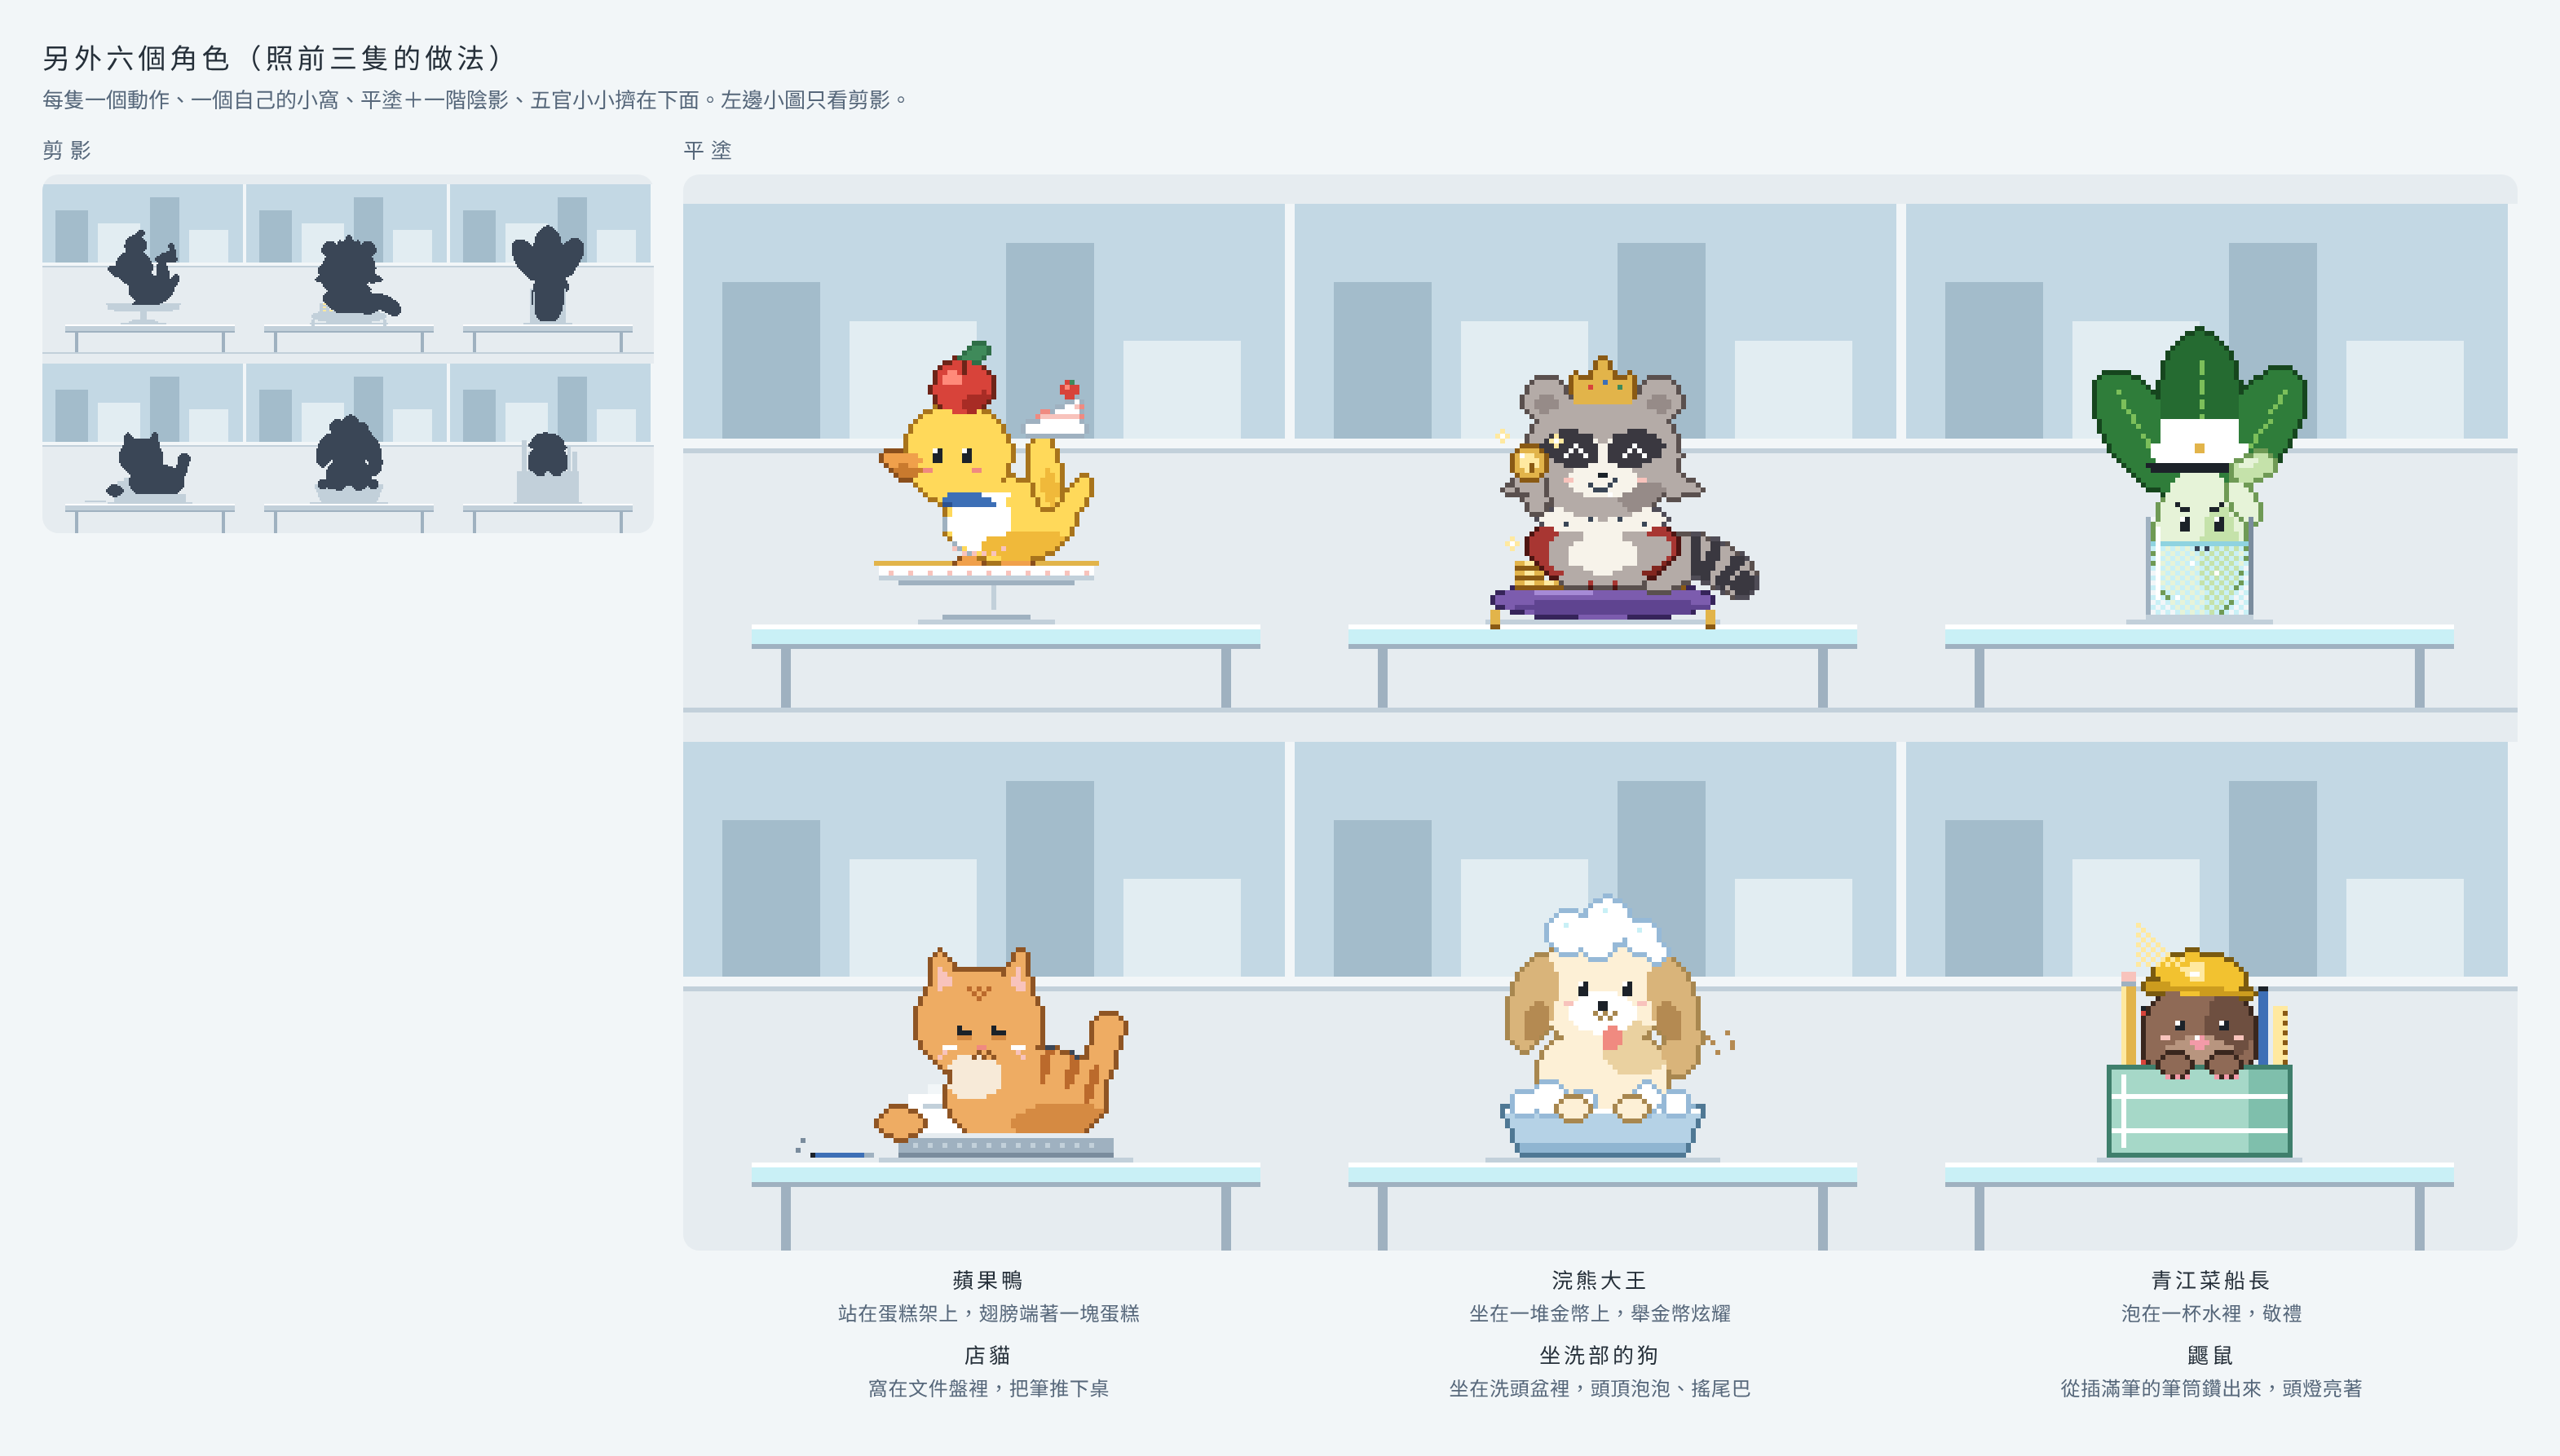 另外六個角色（照前三隻的做法）
每隻一個動作、一個自己的小窩、平塗＋一階陰影、五官小小擠在下面。左邊小圖只看剪影。
剪影
平塗
蘋果鴨
站在蛋糕架上，翅膀端著一塊蛋糕
浣熊大王
坐在一堆金幣上，舉金幣炫耀
青江菜船長
泡在一杯水裡，敬禮
店貓
窩在文件盤裡，把筆推下桌
坐洗部的狗
坐在洗頭盆裡，頭頂泡泡、搖尾巴
鼴鼠
從插滿筆的筆筒鑽出來，頭燈亮著